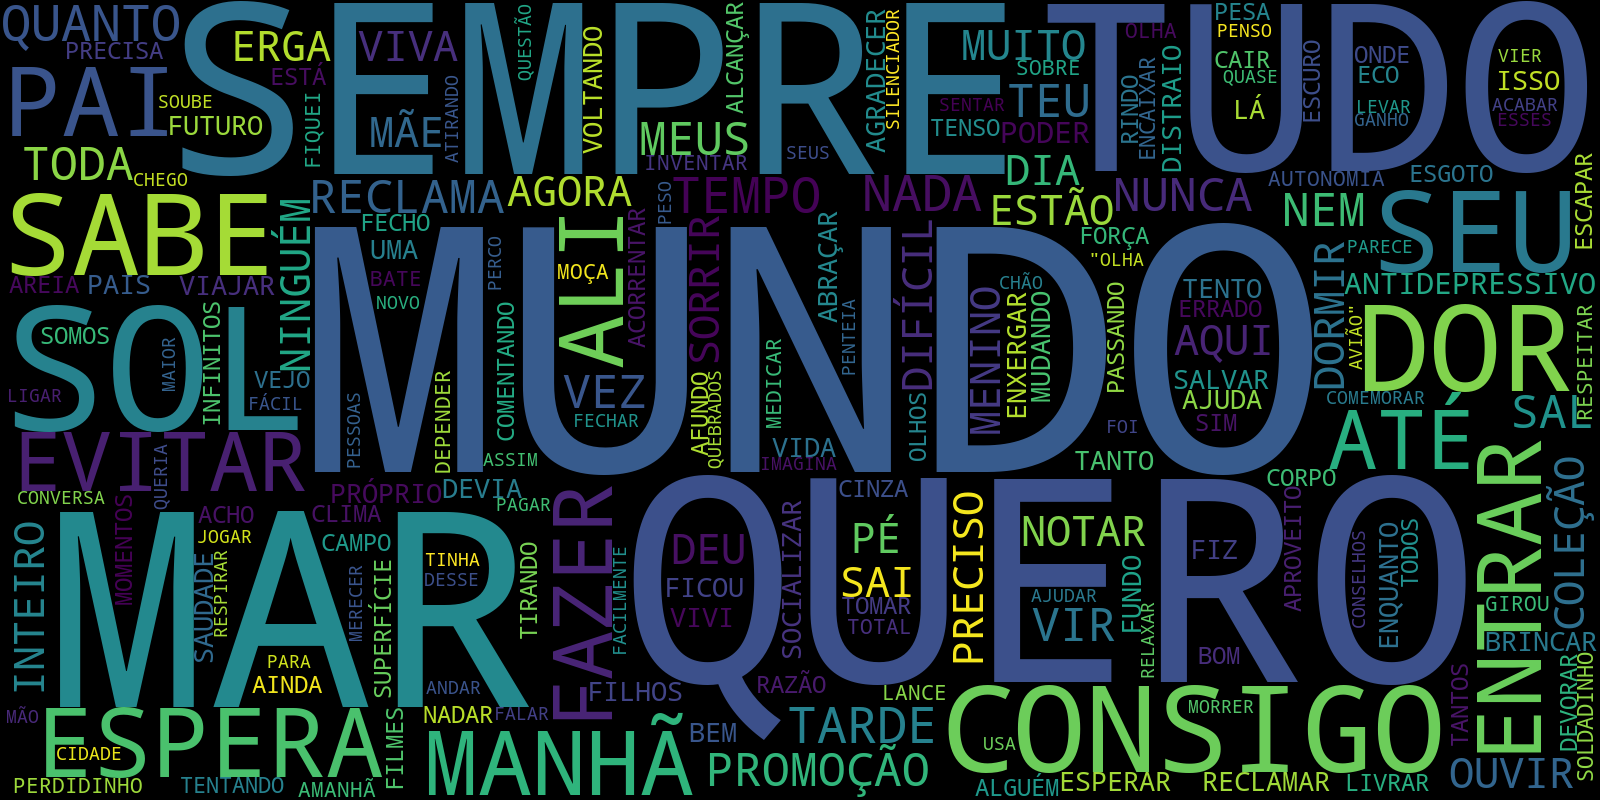 QUANTO
SEMPRE
TUDO
ERGA
VIVA
QUESTÃO
VOLTANDO
ALCANÇAR
AGRADECER
SILENCIADOR
MUITO
OLHA
PESA
PENSO
PRECISA
ESTÁ
SOBRE
CAIR
QUASE
ESCURO
ONDE
ECO
VIER
ISSO
PAI
SOUBE
FUTURO
FIQUEI
MÃE
ATIRANDO
MEUS
INVENTAR
SEUS
SENTAR
TENSO
TEU
PODER
RINDO
ENCAIXAR
DISTRAIO
LÁ
LEVAR
GANHO
ACABAR
ESSES
TODA
CHEGO
RECLAMA
AGORA
PESO
TEMPO
NADA
DIA
ESTÃO
NUNCA
AUTONOMIA
ESGOTO
ESCAPAR
SABE
NINGUÉM
FECHO
UMA
BATE
NOVO
PERCO
ALI
MOÇA
ACORRENTAR
SORRIR
ABRAÇAR
DIFÍCIL
FORÇA
"OLHA
NEM
SEU
PARECE
AREIA
PAIS
VIAJAR
MUNDO
CHÃO
TENTO
ERRADO
AQUI
DORMIR
ANTIDEPRESSIVO
SOL
SOMOS
MAIOR
INFINITOS
VEJO
FÁCIL
COMENTANDO
MEDICAR
PENTEIA
MENINO
ENXERGAR
MUDANDO
PASSANDO
SALVAR
AJUDA
SIM
AVIÃO"
DOR
RESPEITAR
LIGAR
PESSOAS
DEPENDER
VEZ
FECHAR
AFUNDO
QUEBRADOS
VIDA
IMAGINA
OLHOS
FOI
COMEMORAR
SAL
EVITAR
QUERIA
ASSIM
TANTO
ATÉ
CORPO
CONVERSA
MOMENTOS
ACHO
PRÓPRIO
CLIMA
DEVIA
PAGAR
FAZER
QUERO
CINZA
ENTRAR
COLEÇÃO
INTEIRO
MAR
JOGAR
SAUDADE
RESPIRAR
CAMPO
TINHA
DESSE
MERECER
SUPERFÍCIE
TIRANDO
FACILMENTE
DEU
FICOU
VIVI
SOCIALIZAR
PÉ
SAI
TOMAR
TOTAL
PRECISO
NOTAR
AJUDAR
VIR
FUNDO
RELAXAR
FIZ
BOM
APROVEITO
CONSELHOS
ENQUANTO
TODOS
GIROU
BRINCAR
PARA
AINDA
ANDAR
FILHOS
RAZÃO
LANCE
MORRER
TANTOS
DEVORAR
SOLDADINHO
MÃO
ESPERA
CIDADE
FILMES
NADAR
FALAR
MANHÃ
BEM
TARDE
CONSIGO
USA
PERDIDINHO
TENTANDO
AMANHÃ
PROMOÇÃO
ALGUÉM
ESPERAR
RECLAMAR
LIVRAR
OUVIR